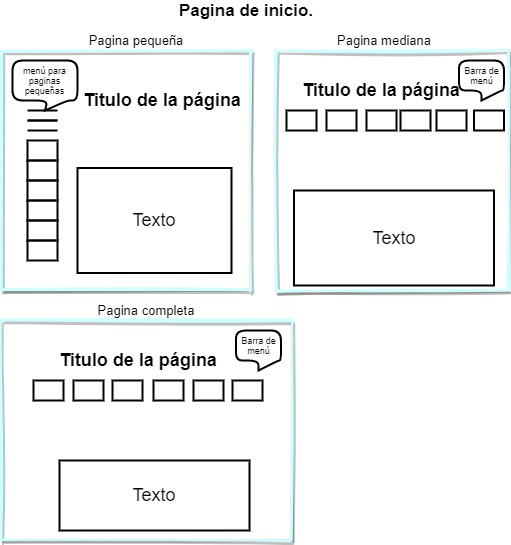 Pagina de inicio.
Pagina pequeña
menú para
paginas
pequeñas
Titulo de la página
Texto
Pagina mediana
Barra de
menú
Titulo de la página
Texto
Pagina completa
Barra de
menú
Titulo de la página
Texto